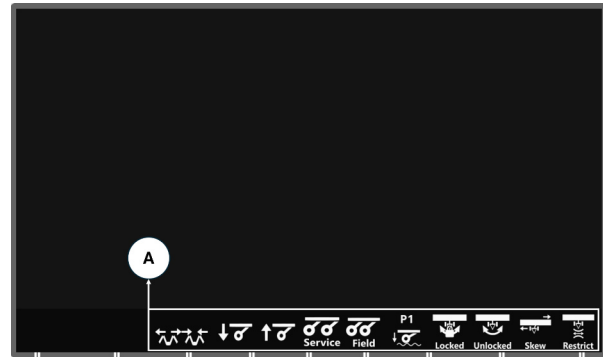 A
P1
Service
Field
Locked
Unlocked
Skew
Restrict